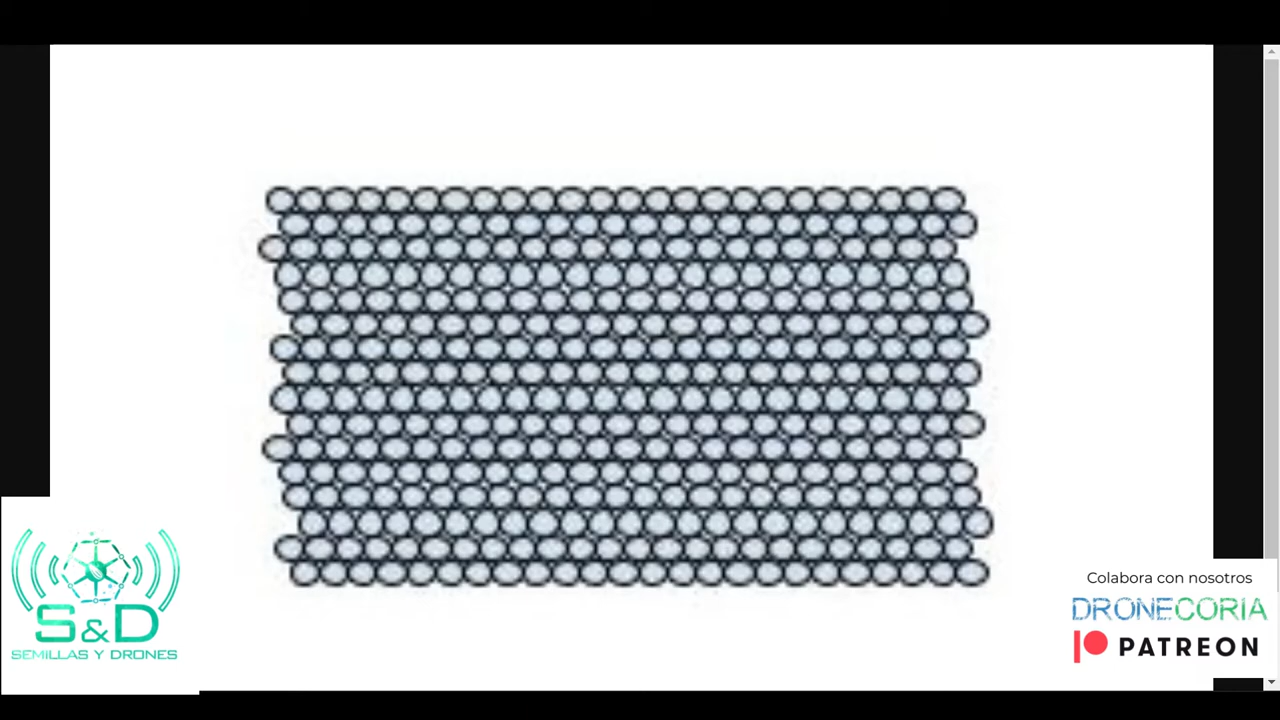 S&D
SEMILLAS Y DRONES
Colabora con nosotros
DRONECORIA
PATREON